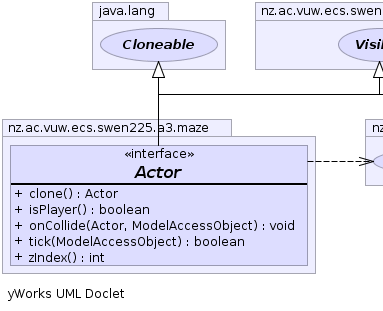 java.lang
nz.ac.vuw.ecs.swen
Cloneable
Visi
nz.ac.vuw.ecs.swen225.a3.maze
nz
«interface»
Actor
+ clone() : Actor
+ isPlayer() : boolean
+ onCollide(Actor, ModelAccessObject) : void
+ tick(ModelAccessObject) : boolean
+ zIndex() : int
yWorks UML Doclet